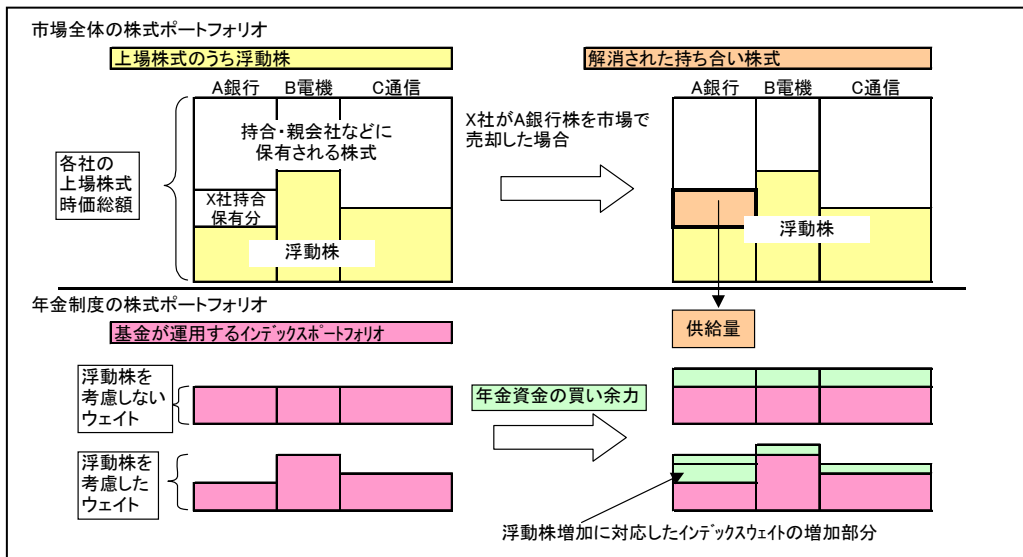 市場全体の株式ポートフォリオ
上場株式のうち浮動株
解消された持ち合い株式
A銀行
B電機
C通信
A銀行
B電機
C通信
持合・親会社などに
保有される株式
X社がA銀行株を市場で
売却した場合
各社の
上場株式
時価総額
X社持合
保有分
浮動株
浮動株
年金制度の株式ポートフォリオ
基金が運用するインデックスポートフォリオ
供給量
浮動株を
考慮しない
ウェイト
年金資金の買い余力
浮動株を
考慮した
ウェイト
浮動株増加に対応したインデックスウェイトの増加部分